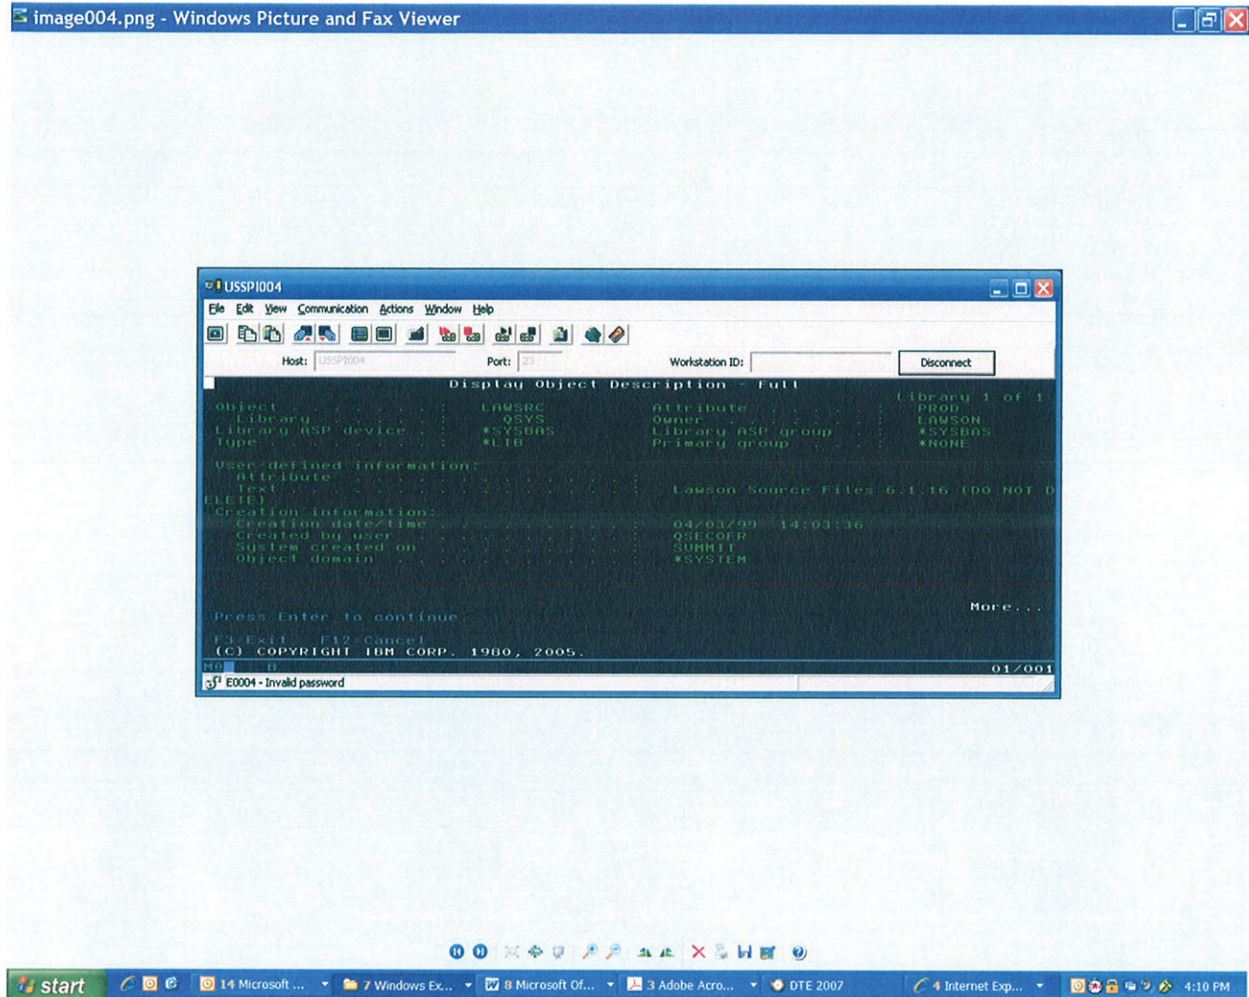 image004.png - Windows Picture and Fax Viewer
USSPI004
File Edit View Communication Actions Window Help
Host: USSPI004 Port: 23 Workstation ID: Disconnect
Display Object Description - Full
Library 1 of 1
Object . . . . . . . : LAWSRC Attribute . . . . . : PROD
Library . . . . . : QSYS Owner . . . . . . . : LAWSON
Library ASP device . : *SYSBAS Library ASP group . : *SYSBAS
Type . . . . . . . . : *LIB Primary group . . . : *NONE
User-defined information:
Attribute . . . . . . . . . . . . . :
Text . . . . . . . . . . . . . . . . : Lawson Source Files 6.1.16 (DO NOT D
ELETE)
Creation information:
Creation date/time . . . . . . . . . : 04/03/99 14:03:36
Created by user . . . . . . . . . . : QSECOFR
System created on . . . . . . . . . : SUMMIT
Object domain . . . . . . . . . . . : *SYSTEM
More...
Press Enter to continue.
F3=Exit F12=Cancel
(C) COPYRIGHT IBM CORP. 1980, 2005.
MA B 01/001
E0004 - Invalid password
start 14 Microsoft ... 7 Windows Ex... 8 Microsoft Of... 3 Adobe Acro... DTE 2007 4 Internet Exp... 4:10 PM